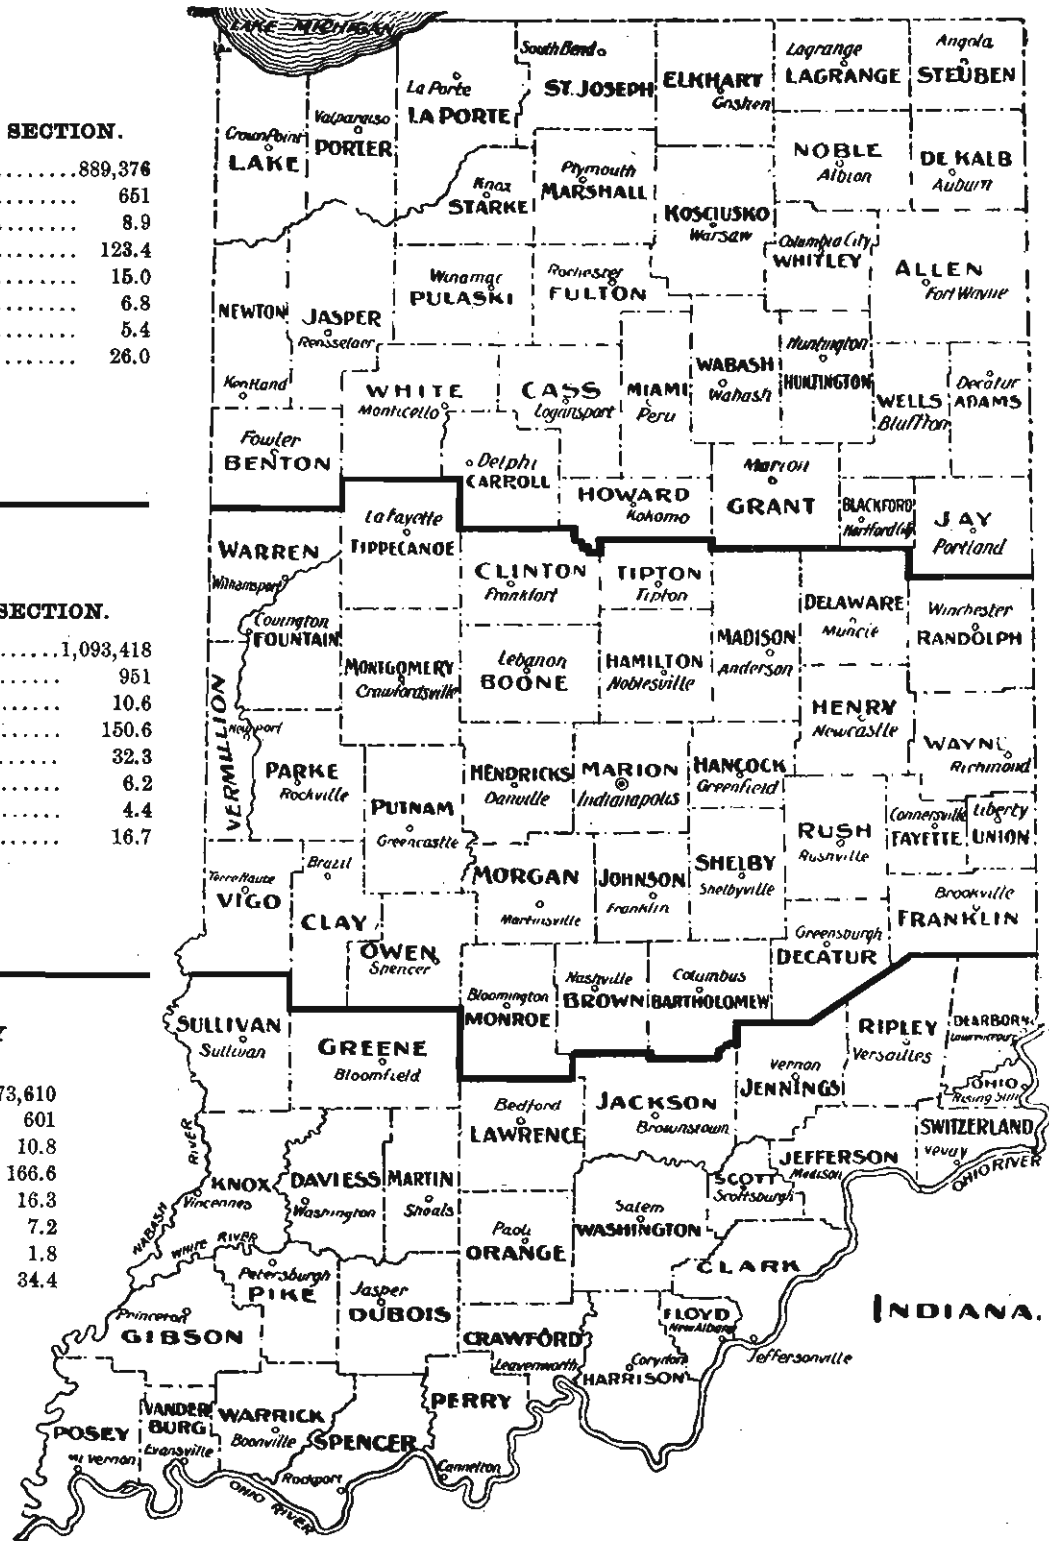 LAKE MICHIGAN
SECTION.
........889,376
........ 651
........ 8.9
........ 123.4
........ 15.0
........ 6.8
........ 5.4
........ 26.0
SECTION.
......1,093,418
...... 951
...... 10.6
...... 150.6
...... 32.3
...... 6.2
...... 4.4
...... 16.7
Y
73,610
601
10.8
166.6
16.3
7.2
1.8
34.4
Crown Point
LAKE
Valparaiso
PORTER
La Porte
LA PORTE
South Bend
ST. JOSEPH
ELKHART
Goshen
Lagrange
LAGRANGE
Angola
STEUBEN
Knox
STARKE
Plymouth
MARSHALL
KOSCIUSKO
Warsaw
NOBLE
Albion
DE KALB
Auburn
Columbia City
WHITLEY
ALLEN
Fort Wayne
NEWTON
Kentland
JASPER
Rensselaer
Winamac
PULASKI
Rochester
FULTON
WHITE
Monticello
CASS
Logansport
MIAMI
Peru
WABASH
Wabash
Huntington
HUNTINGTON
WELLS
Bluffton
Decatur
ADAMS
Fowler
BENTON
Delphi
CARROLL
HOWARD
Kokomo
Marion
GRANT
BLACKFORD
Hartford City
JAY
Portland
WARREN
Williamsport
La Fayette
TIPPECANOE
CLINTON
Frankfort
TIPTON
Tipton
DELAWARE
Muncie
Winchester
RANDOLPH
Covington
FOUNTAIN
MONTGOMERY
Crawfordsville
Lebanon
BOONE
HAMILTON
Noblesville
MADISON
Anderson
HENRY
Newcastle
WAYNE
Richmond
VERMILLION
Newport
PARKE
Rockville
PUTNAM
Greencastle
HENDRICKS
Danville
MARION
Indianapolis
HANCOCK
Greenfield
RUSH
Rushville
Connersville
FAYETTE
Liberty
UNION
Terre Haute
VIGO
Brazil
CLAY
OWEN
Spencer
MORGAN
Martinsville
JOHNSON
Franklin
SHELBY
Shelbyville
Greensburgh
DECATUR
Brookville
FRANKLIN
SULLIVAN
Sullivan
GREENE
Bloomfield
Bloomington
MONROE
Nashville
BROWN
Columbus
BARTHOLOMEW
Vernon
JENNINGS
RIPLEY
Versailles
DEARBORN
Lawrenceburg
OHIO
Rising Sun
SWITZERLAND
Vevay
Bedford
LAWRENCE
JACKSON
Brownstown
JEFFERSON
Madison
SCOTT
Scottsburgh
KNOX
Vincennes
DAVIESS
Washington
MARTIN
Shoals
Paoli
ORANGE
Salem
WASHINGTON
CLARK
Jeffersonville
WABASH RIVER
WHITE RIVER
OHIO RIVER
Petersburgh
PIKE
Jasper
DUBOIS
Princeton
GIBSON
CRAWFORD
Leavenworth
FLOYD
New Albany
Corydon
HARRISON
INDIANA.
POSEY
Mt Vernon
VANDER
BURG
Evansville
WARRICK
Boonville
SPENCER
Rockport
PERRY
Cannelton
OHIO RIVER